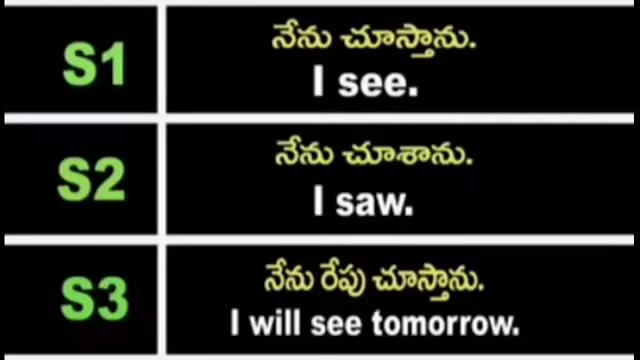 S1
నేను చూస్తాను.
I see.
S2
నేను చూశాను.
I saw.
S3
నేను రేపు చూస్తాను.
I will see tomorrow.